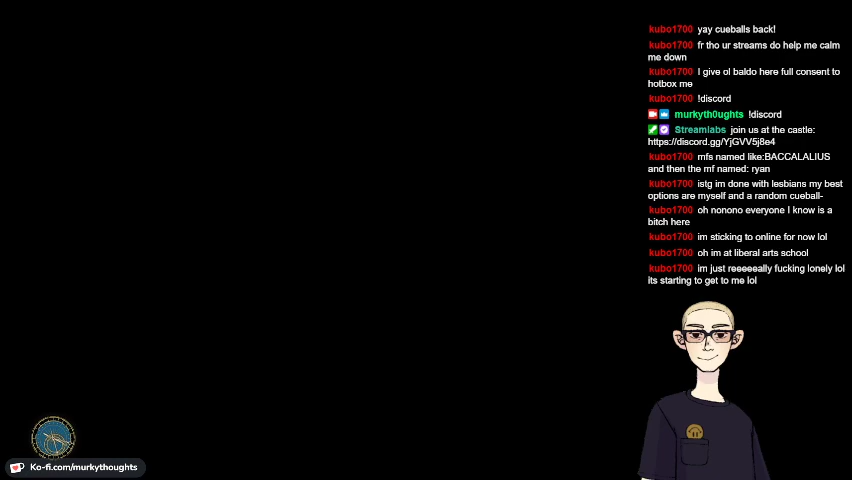 kubo1700 yay cueballs back!
kubo1700 fr tho ur streams do help me calm
me down
kubo1700 I give ol baldo here full consent to
hotbox me
kubo1700 !discord
murkyth0ughts !discord
Streamlabs join us at the castle:
https://discord.gg/YjGVV5j8e4
kubo1700 mfs named like:BACCALALIUS
and then the mf named: ryan
kubo1700 istg im done with lesbians my best
options are myself and a random cueball-
kubo1700 oh nonono everyone I know is a
bitch here
kubo1700 im sticking to online for now lol
kubo1700 oh im at liberal arts school
kubo1700 im just reeeeeally fucking lonely lol
its starting to get to me lol
Ko-fi.com/murkythoughts